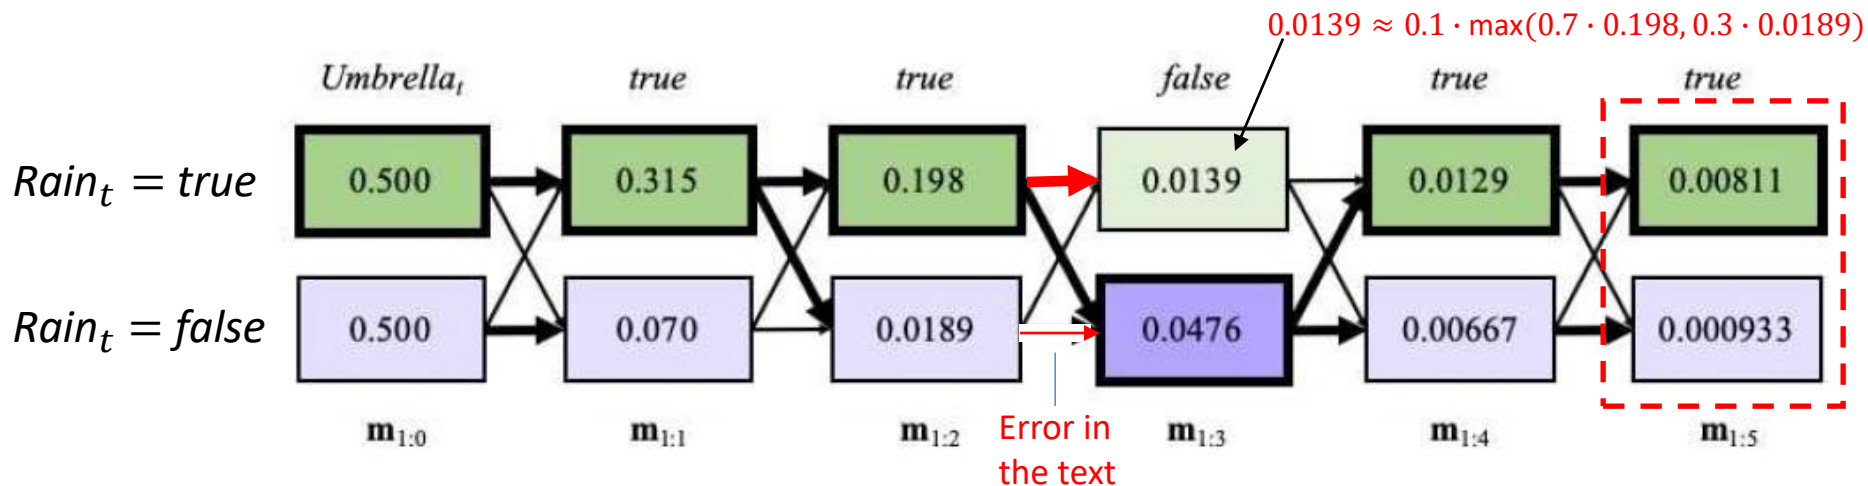 0.0139 ≈ 0.1 · max(0.7 · 0.198, 0.3 · 0.0189)
Umbrellaₜ true true false true true
Rainₜ = true 0.500 0.315 0.198 0.0139 0.0129 0.00811
Rainₜ = false 0.500 0.070 0.0189 0.0476 0.00667 0.000933
m₁:₀ m₁:₁ m₁:₂ m₁:₃ m₁:₄ m₁:₅
Error in
the text